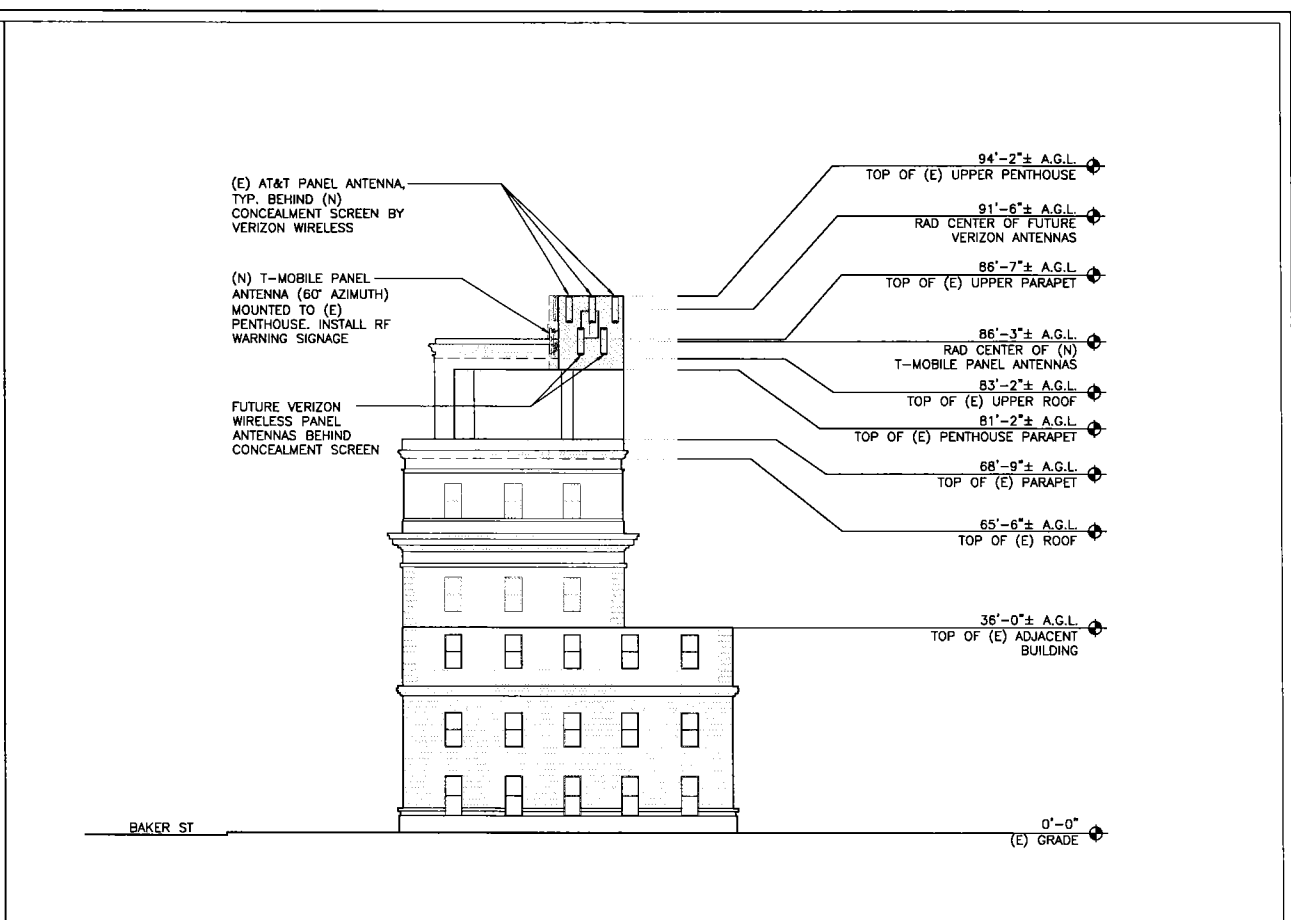 (E) AT&T PANEL ANTENNA,
TYP. BEHIND (N)
CONCEALMENT SCREEN BY
VERIZON WIRELESS
(N) T-MOBILE PANEL
ANTENNA (60° AZIMUTH)
MOUNTED TO (E)
PENTHOUSE. INSTALL RF
WARNING SIGNAGE
FUTURE VERIZON
WIRELESS PANEL
ANTENNAS BEHIND
CONCEALMENT SCREEN
94'-2"± A.G.L.
TOP OF (E) UPPER PENTHOUSE
91'-6"± A.G.L.
RAD CENTER OF FUTURE
VERIZON ANTENNAS
86'-7"± A.G.L.
TOP OF (E) UPPER PARAPET
86'-3"± A.G.L.
RAD CENTER OF (N)
T-MOBILE PANEL ANTENNAS
83'-2"± A.G.L.
TOP OF (E) UPPER ROOF
81'-2"± A.G.L.
TOP OF (E) PENTHOUSE PARAPET
68'-9"± A.G.L.
TOP OF (E) PARAPET
65'-6"± A.G.L.
TOP OF (E) ROOF
36'-0"± A.G.L.
TOP OF (E) ADJACENT
BUILDING
BAKER ST
0'-0"
(E) GRADE